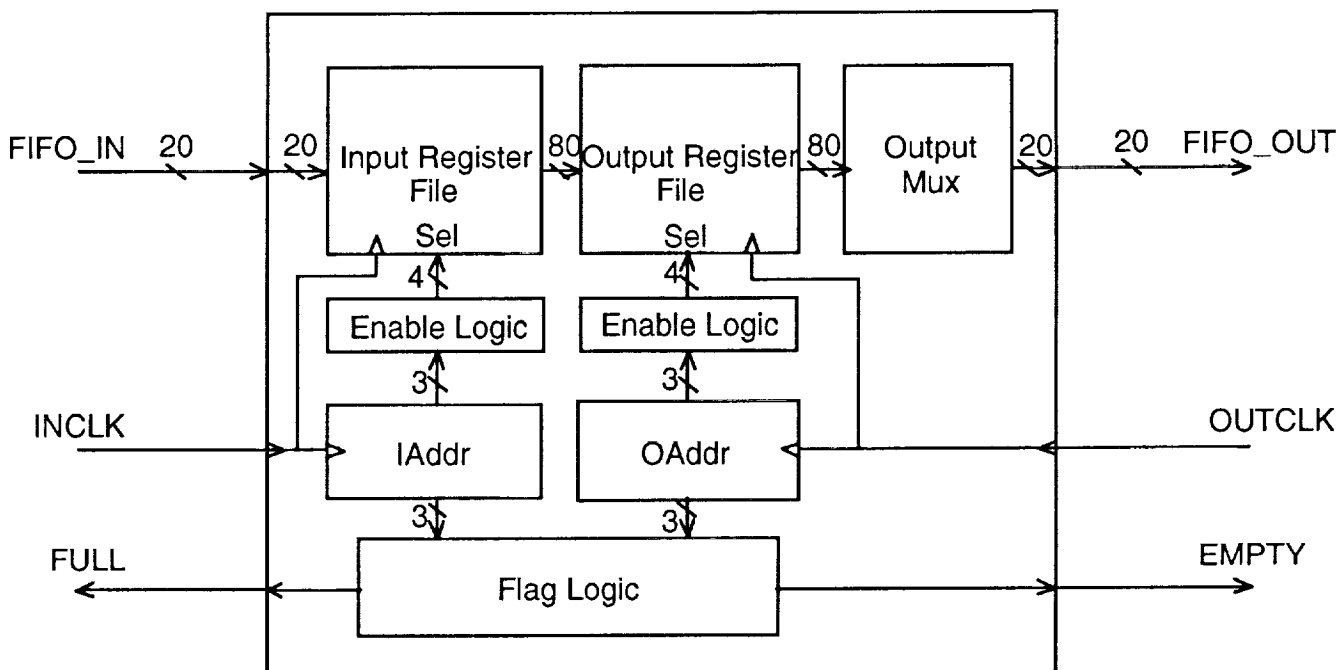 FIFO_IN
20
20
Input Register
File
Sel
80
Output Register
File
Sel
80
Output
Mux
20
20
FIFO_OUT
4
4
Enable Logic
Enable Logic
3
3
INCLK
IAddr
OAddr
OUTCLK
3
3
FULL
Flag Logic
EMPTY